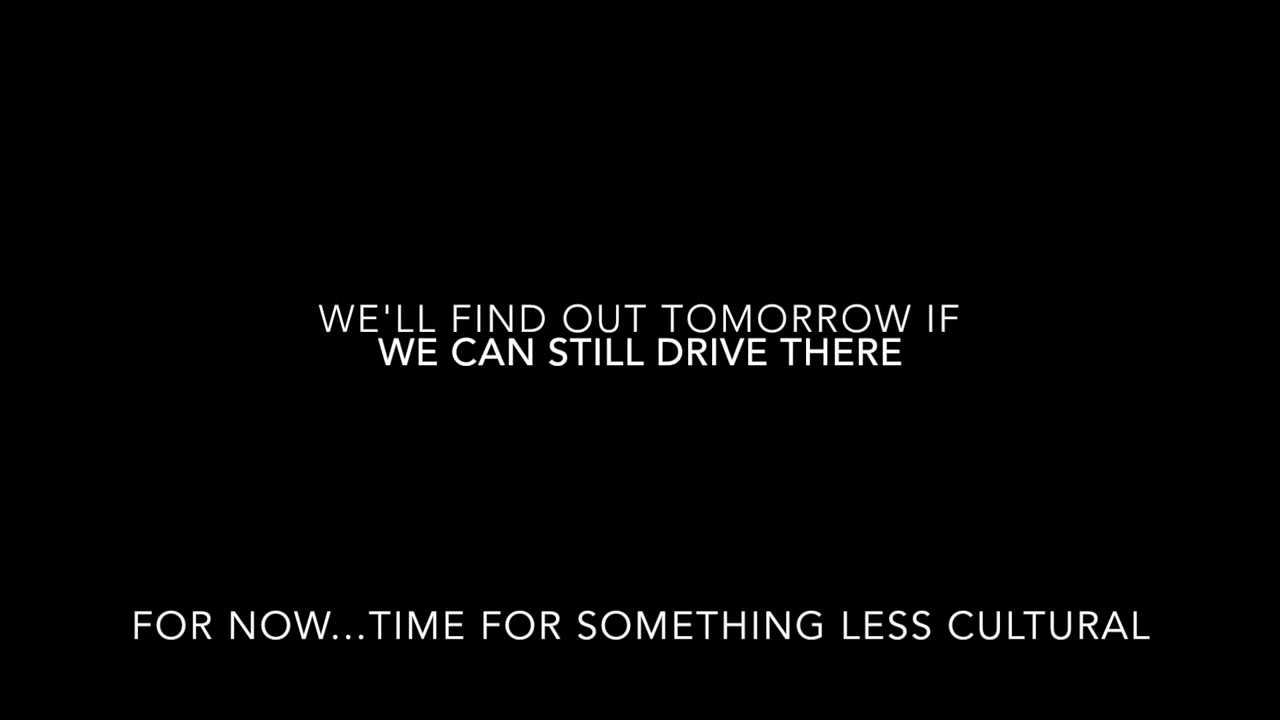 WE'LL FIND OUT TOMORROW IF
WE CAN STILL DRIVE THERE
FOR NOW...TIME FOR SOMETHING LESS CULTURAL